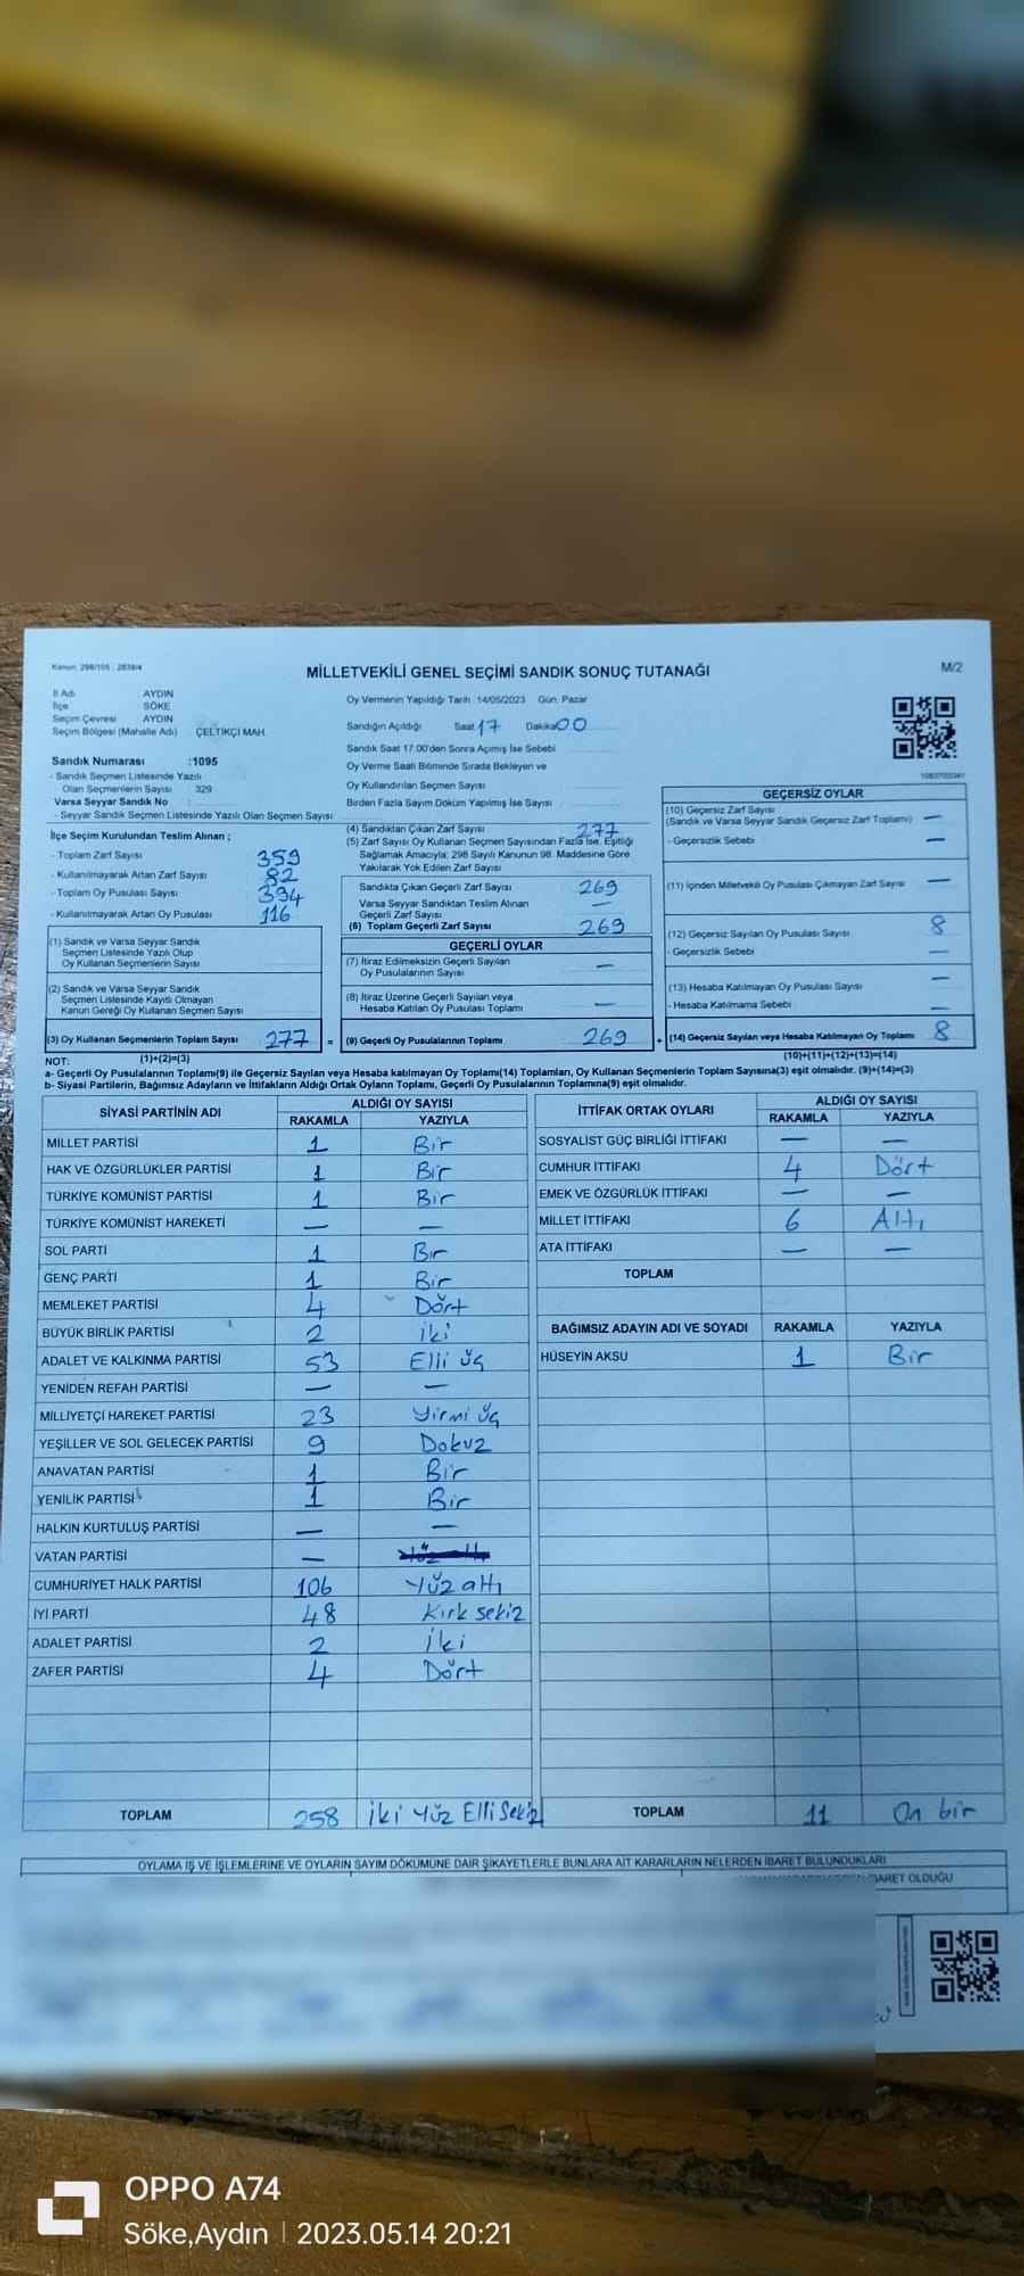 Kanun: 298/105 : 2839/4
MİLLETVEKİLİ GENEL SEÇİMİ SANDIK SONUÇ TUTANAĞI
M/2
İl Adı AYDIN
İlçe SÖKE
Seçim Çevresi AYDIN
Seçim Bölgesi (Mahalle Adı) ÇELTİKÇİ MAH.
Sandık Numarası :1095
- Sandık Seçmen Listesinde Yazılı
Olan Seçmenlerin Sayısı 329
Varsa Seyyar Sandık No
- Seyyar Sandık Seçmen Listesinde Yazılı Olan Seçmen Sayısı
Oy Vermenin Yapıldığı Tarih 14/05/2023 Gün: Pazar
Sandığın Açıldığı Saat 17 Dakika 00
Sandık Saat 17.00'den Sonra Açımış İse Sebebi
Oy Verme Saati Bitiminde Sırada Bekleyen ve
Oy Kullandırılan Seçmen Sayısı
Birden Fazla Sayım Döküm Yapılmış İse Sayısı
İlçe Seçim Kurulundan Teslim Alınan ;
- Toplam Zarf Sayısı 359
- Kullanılmayarak Artan Zarf Sayısı 82
- Toplam Oy Pusulası Sayısı 394
- Kullanılmayarak Artan Oy Pusulası 116
(4) Sandıktan Çıkan Zarf Sayısı 277
(5) Zarf Sayısı Oy Kullanan Seçmen Sayısından Fazla İse, Eşitliği
Sağlamak Amacıyla; 298 Sayılı Kanunun 98. Maddesine Göre
Yakılarak Yok Edilen Zarf Sayısı
Sandıkta Çıkan Geçerli Zarf Sayısı 269
Varsa Seyyar Sandıktan Teslim Alınan
Geçerli Zarf Sayısı —
(6) Toplam Geçerli Zarf Sayısı 269
GEÇERSİZ OYLAR
(10) Geçersiz Zarf Sayısı
(Sandık ve Varsa Seyyar Sandık Geçersiz Zarf Toplamı) —
- Geçersizlik Sebebi —
(11) İçinden Milletvekili Oy Pusulası Çıkmayan Zarf Sayısı —
(12) Geçersiz Sayılan Oy Pusulası Sayısı 8
- Geçersizlik Sebebi —
(13) Hesaba Katılmayan Oy Pusulası Sayısı —
- Hesaba Katılmama Sebebi —
(1) Sandık ve Varsa Seyyar Sandık
Seçmen Listesinde Yazılı Olup
Oy Kullanan Seçmenlerin Sayısı
(2) Sandık ve Varsa Seyyar Sandık
Seçmen Listesinde Kayıtlı Olmayan
Kanun Gereği Oy Kullanan Seçmen Sayısı
GEÇERLİ OYLAR
(7) İtiraz Edilmeksizin Geçerli Sayılan
Oy Pusulalarının Sayısı —
(8) İtiraz Üzerine Geçerli Sayılan veya
Hesaba Katılan Oy Pusulası Toplamı —
(3) Oy Kullanan Seçmenlerin Toplam Sayısı 277 = (9) Geçerli Oy Pusulalarının Toplamı 269 + (14) Geçersiz Sayılan veya Hesaba Katılmayan Oy Toplamı 8
NOT: (1)+(2)=(3) (10)+(11)+(12)+(13)=(14)
a- Geçerli Oy Pusulalarının Toplamı(9) ile Geçersiz Sayılan veya Hesaba katılmayan Oy Toplamı(14) Toplamları, Oy Kullanan Seçmenlerin Toplam Sayısına(3) eşit olmalıdır. (9)+(14)=(3)
b- Siyasi Partilerin, Bağımsız Adayların ve İttifakların Aldığı Ortak Oyların Toplamı, Geçerli Oy Pusulalarının Toplamına(9) eşit olmalıdır.
SİYASİ PARTİNİN ADI ALDIĞI OY SAYISI
RAKAMLA YAZIYLA
MİLLET PARTİSİ 1 Bir
HAK VE ÖZGÜRLÜKLER PARTİSİ 1 Bir
TÜRKİYE KOMÜNİST PARTİSİ 1 Bir
TÜRKİYE KOMÜNİST HAREKETİ — —
SOL PARTİ 1 Bir
GENÇ PARTİ 1 Bir
MEMLEKET PARTİSİ 4 Dört
BÜYÜK BİRLİK PARTİSİ 2 iki
ADALET VE KALKINMA PARTİSİ 53 Elli üç
YENİDEN REFAH PARTİSİ — —
MİLLİYETÇİ HAREKET PARTİSİ 23 Yirmi üç
YEŞİLLER VE SOL GELECEK PARTİSİ 9 Dokuz
ANAVATAN PARTİSİ 1 Bir
YENİLİK PARTİSİ 1 Bir
HALKIN KURTULUŞ PARTİSİ — —
VATAN PARTİSİ —
CUMHURİYET HALK PARTİSİ 106 Yüz altı
İYİ PARTİ 48 Kırk sekiz
ADALET PARTİSİ 2 İki
ZAFER PARTİSİ 4 Dört
TOPLAM 258 İki Yüz Elli Sekiz
İTTİFAK ORTAK OYLARI ALDIĞI OY SAYISI
RAKAMLA YAZIYLA
SOSYALİST GÜÇ BİRLİĞİ İTTİFAKI — —
CUMHUR İTTİFAKI 4 Dört
EMEK VE ÖZGÜRLÜK İTTİFAKI — —
MİLLET İTTİFAKI 6 Altı
ATA İTTİFAKI — —
TOPLAM
BAĞIMSIZ ADAYIN ADI VE SOYADI RAKAMLA YAZIYLA
HÜSEYİN AKSU 1 Bir
TOPLAM 11 On bir
OYLAMA İŞ VE İŞLEMLERİNE VE OYLARIN SAYIM DÖKÜMÜNE DAİR ŞİKAYETLERLE BUNLARA AİT KARARLARIN NELERDEN İBARET BULUNDUKLARI
BARET OLDUĞU
OPPO A74
Söke,Aydın | 2023.05.14 20:21